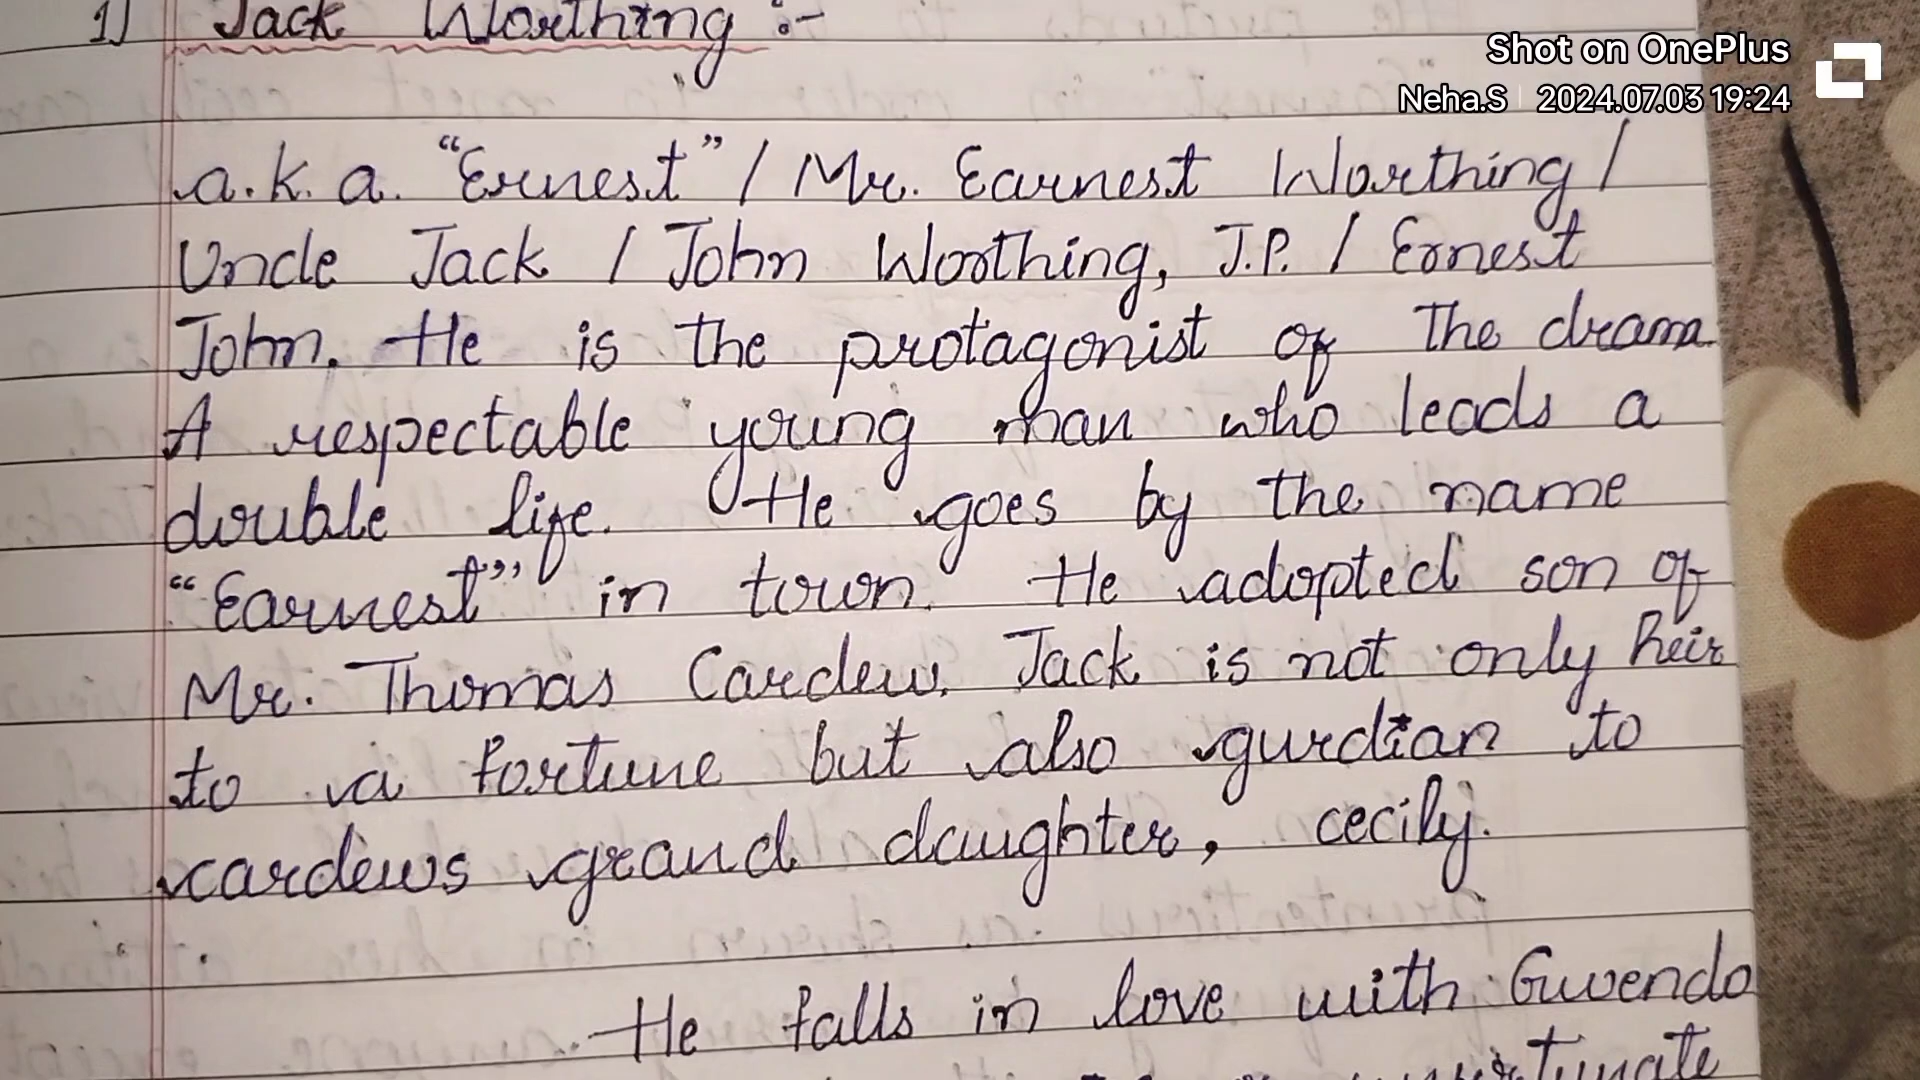 1) Jack Worthing :-
Shot on OnePlus
Neha.S | 2024.07.03 19:24
a.k.a. "Ernest" / Mr. Earnest Worthing /
Uncle Jack / John Worthing, J.P. / Ernest
John. He is the protagonist of the drama.
A respectable young man who leads a
double life. He goes by the name
"Earnest" in town. He adopted son of
Mr. Thomas Cardew. Jack is not only heir
to a fortune but also gurdian to
cardews grand daughter, cecily.
He falls in love with Gwendo